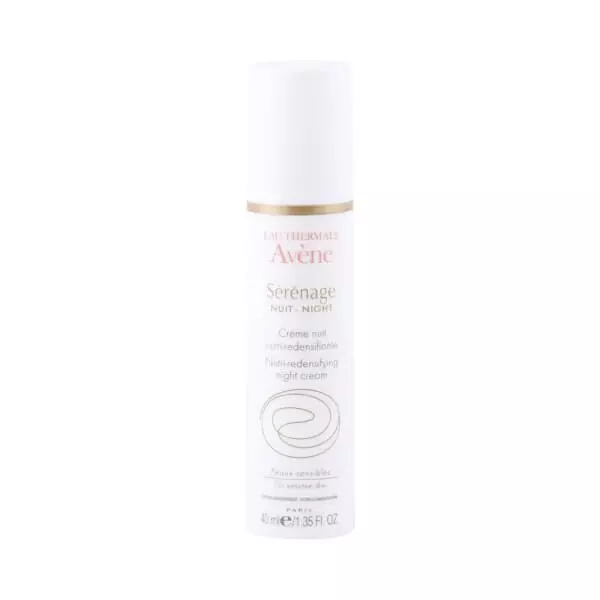 EAU THERMALE
Avène
Sérénage
NUIT - NIGHT
Crème nuit
nutri-redensifiante
Nutri-redensifying
night cream
Peaux sensibles
For sensitive skin
PARIS
40 ml e/1.35 FL. OZ.